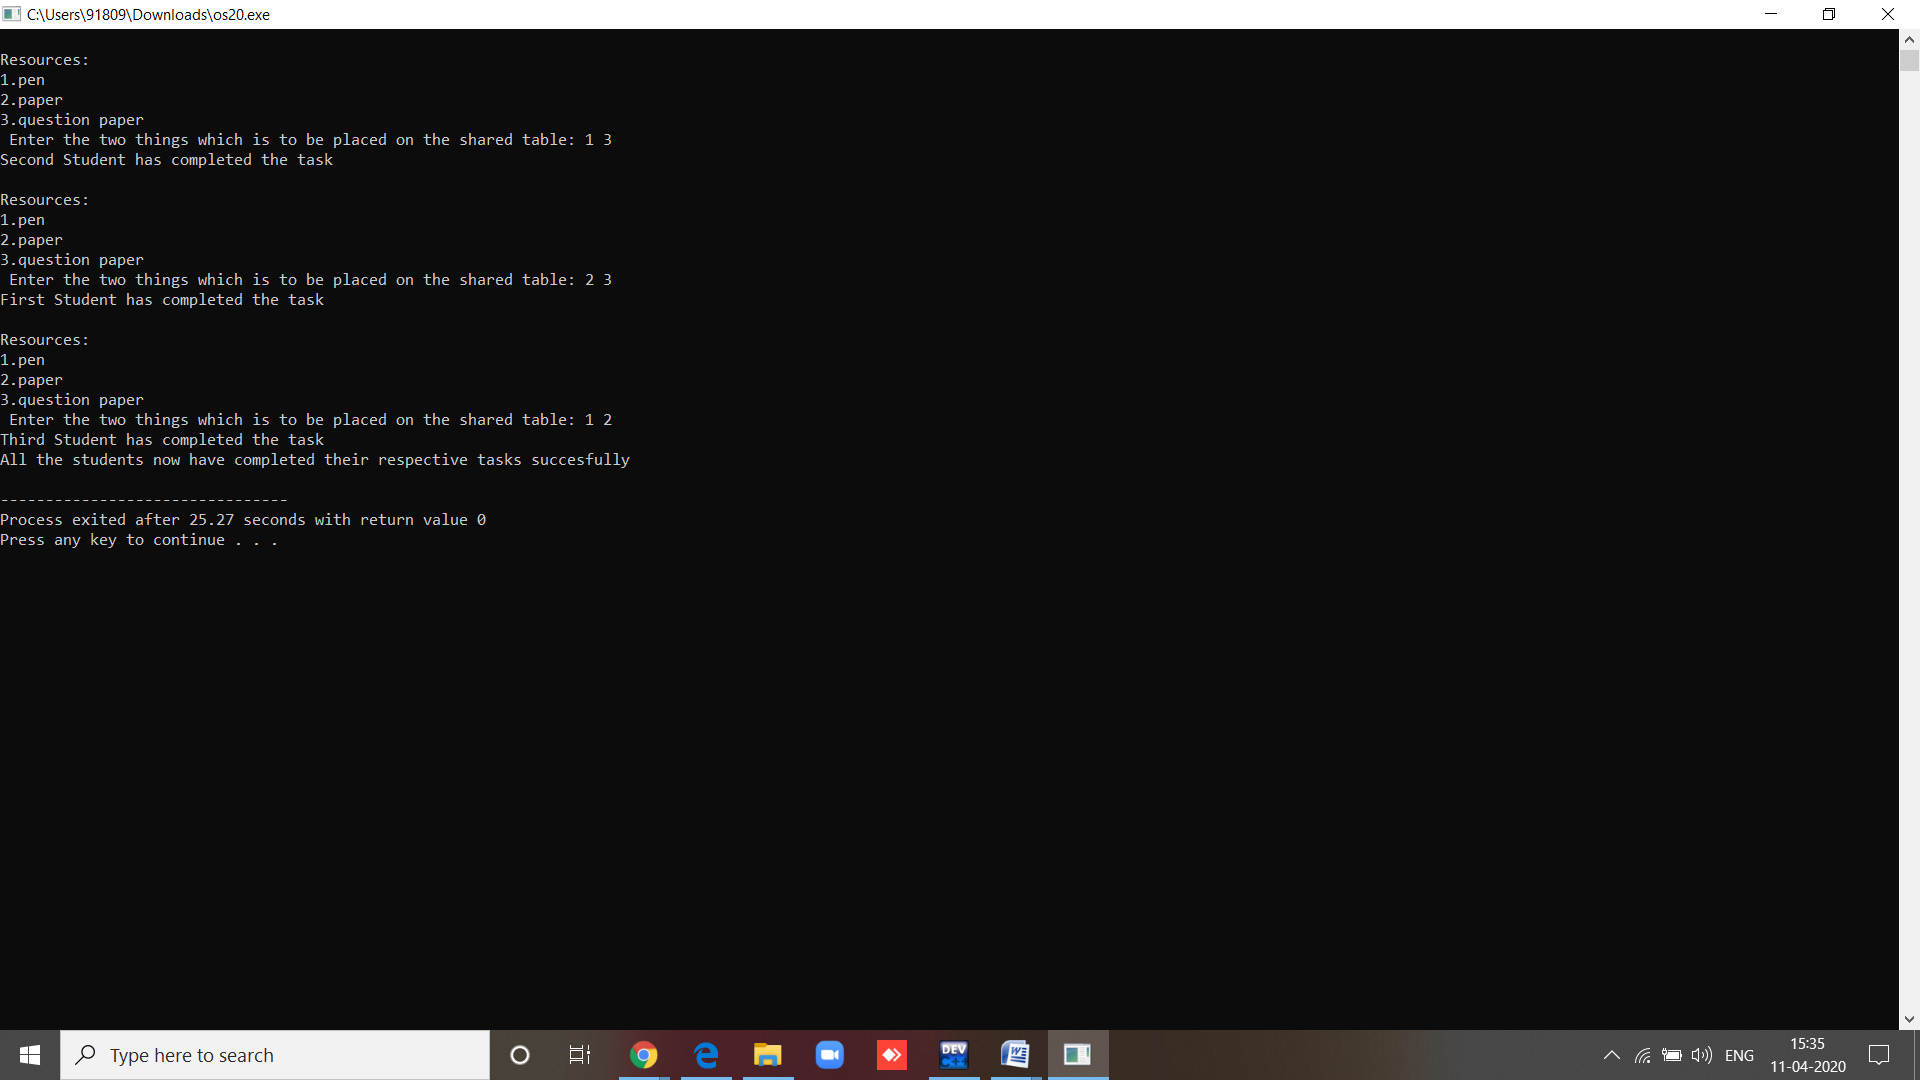 C:\Users\91809\Downloads\os20.exe
Resources:
1.pen
2.paper
3.question paper
 Enter the two things which is to be placed on the shared table: 1 3
Second Student has completed the task
Resources:
1.pen
2.paper
3.question paper
 Enter the two things which is to be placed on the shared table: 2 3
First Student has completed the task
Resources:
1.pen
2.paper
3.question paper
 Enter the two things which is to be placed on the shared table: 1 2
Third Student has completed the task
All the students now have completed their respective tasks succesfully
--------------------------------
Process exited after 25.27 seconds with return value 0
Press any key to continue . . .
Type here to search
DEV
C++
W
ENG
15:35
11-04-2020